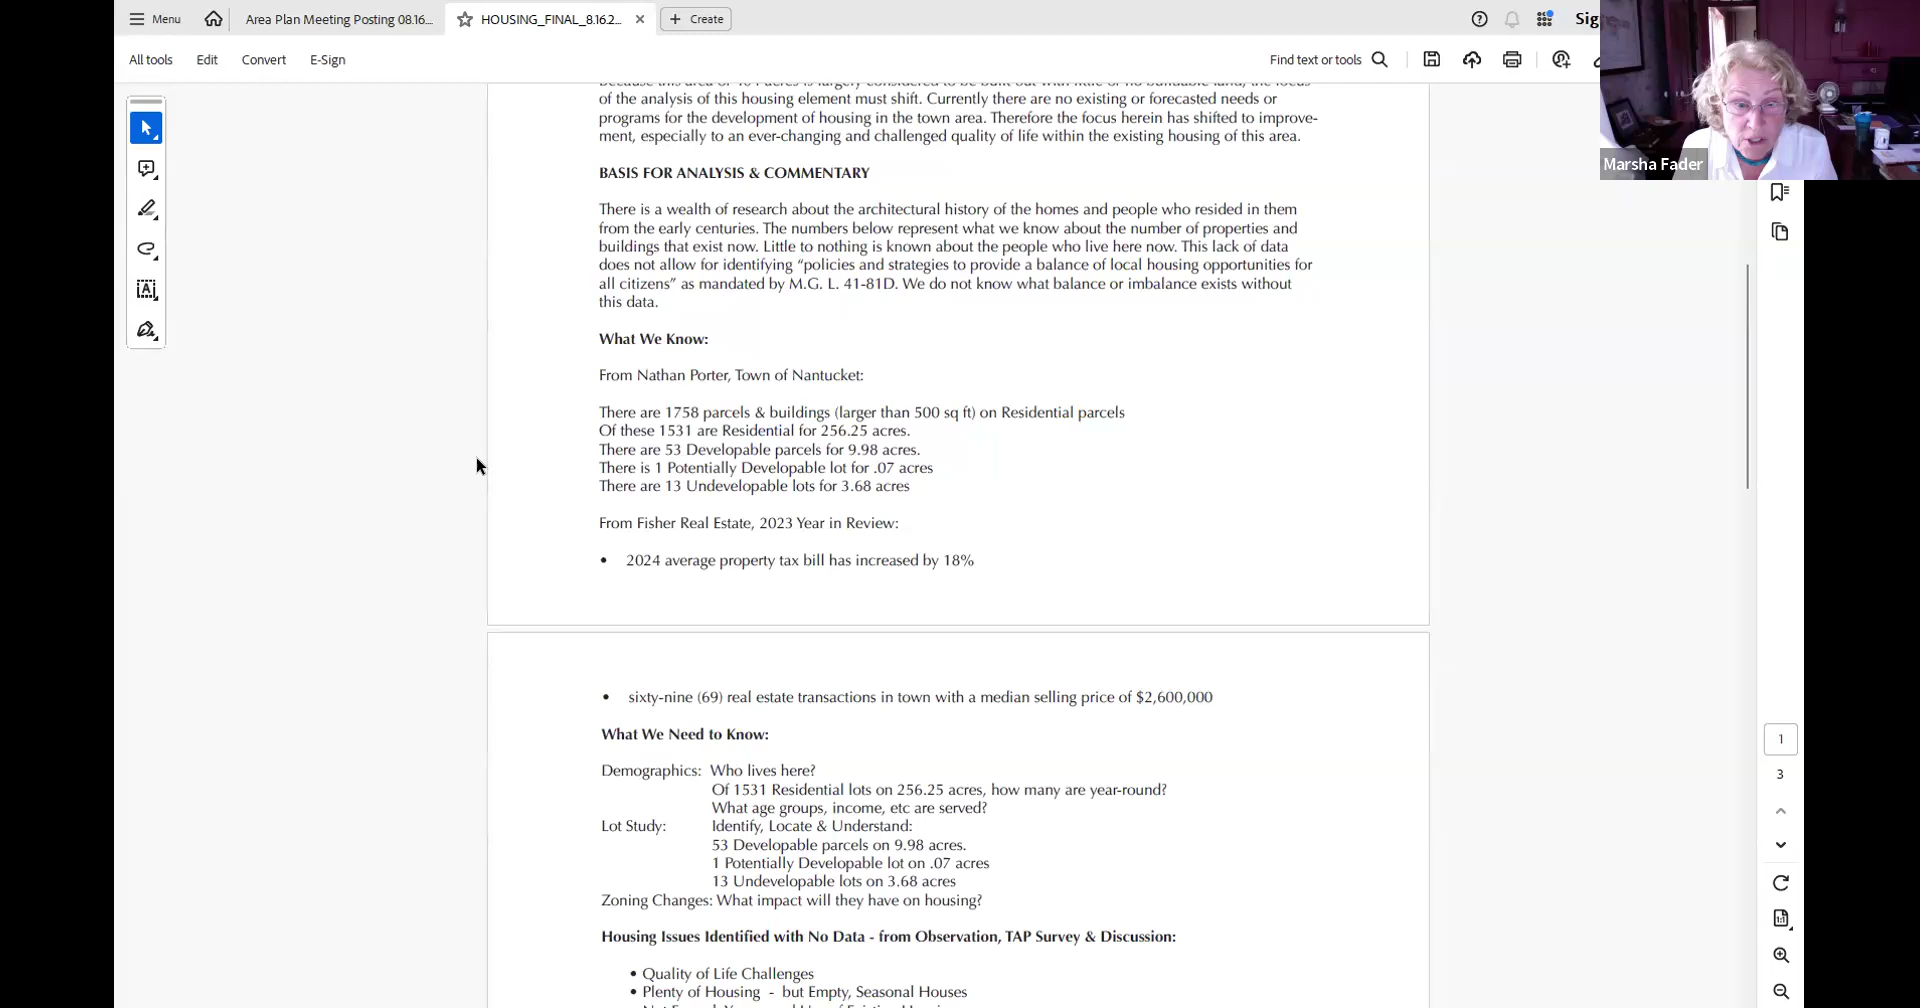 Menu
Area Plan Meeting Posting 08.16...
HOUSING_FINAL_8.16.2...
Create
Sig
All tools
Edit
Convert
E-Sign
Find text or tools
Marsha Fader
of the analysis of this housing element must shift. Currently there are no existing or forecasted needs or
programs for the development of housing in the town area. Therefore the focus herein has shifted to improve-
ment, especially to an ever-changing and challenged quality of life within the existing housing of this area.
BASIS FOR ANALYSIS & COMMENTARY
There is a wealth of research about the architectural history of the homes and people who resided in them
from the early centuries. The numbers below represent what we know about the number of properties and
buildings that exist now. Little to nothing is known about the people who live here now. This lack of data
does not allow for identifying “policies and strategies to provide a balance of local housing opportunities for
all citizens” as mandated by M.G. L. 41-81D. We do not know what balance or imbalance exists without
this data.
What We Know:
From Nathan Porter, Town of Nantucket:
There are 1758 parcels & buildings (larger than 500 sq ft) on Residential parcels
Of these 1531 are Residential for 256.25 acres.
There are 53 Developable parcels for 9.98 acres.
There is 1 Potentially Developable lot for .07 acres
There are 13 Undevelopable lots for 3.68 acres
From Fisher Real Estate, 2023 Year in Review:
• 2024 average property tax bill has increased by 18%
• sixty-nine (69) real estate transactions in town with a median selling price of $2,600,000
What We Need to Know:
Demographics: Who lives here?
Of 1531 Residential lots on 256.25 acres, how many are year-round?
What age groups, income, etc are served?
Lot Study: Identify, Locate & Understand:
53 Developable parcels on 9.98 acres.
1 Potentially Developable lot on .07 acres
13 Undevelopable lots on 3.68 acres
Zoning Changes: What impact will they have on housing?
Housing Issues Identified with No Data - from Observation, TAP Survey & Discussion:
• Quality of Life Challenges
• Plenty of Housing - but Empty, Seasonal Houses
1
3